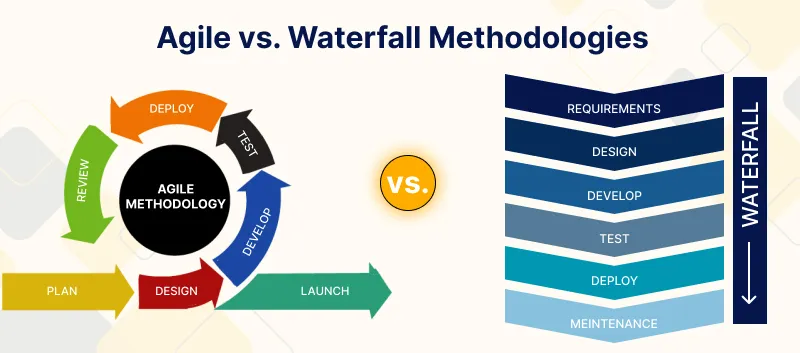 Agile vs. Waterfall Methodologies
DEPLOY
TEST
REVIEW
AGILE
METHODOLOGY
DEVELOP
PLAN
DESIGN
LAUNCH
vs.
REQUIREMENTS
DESIGN
DEVELOP
TEST
DEPLOY
MEINTENANCE
WATERFALL